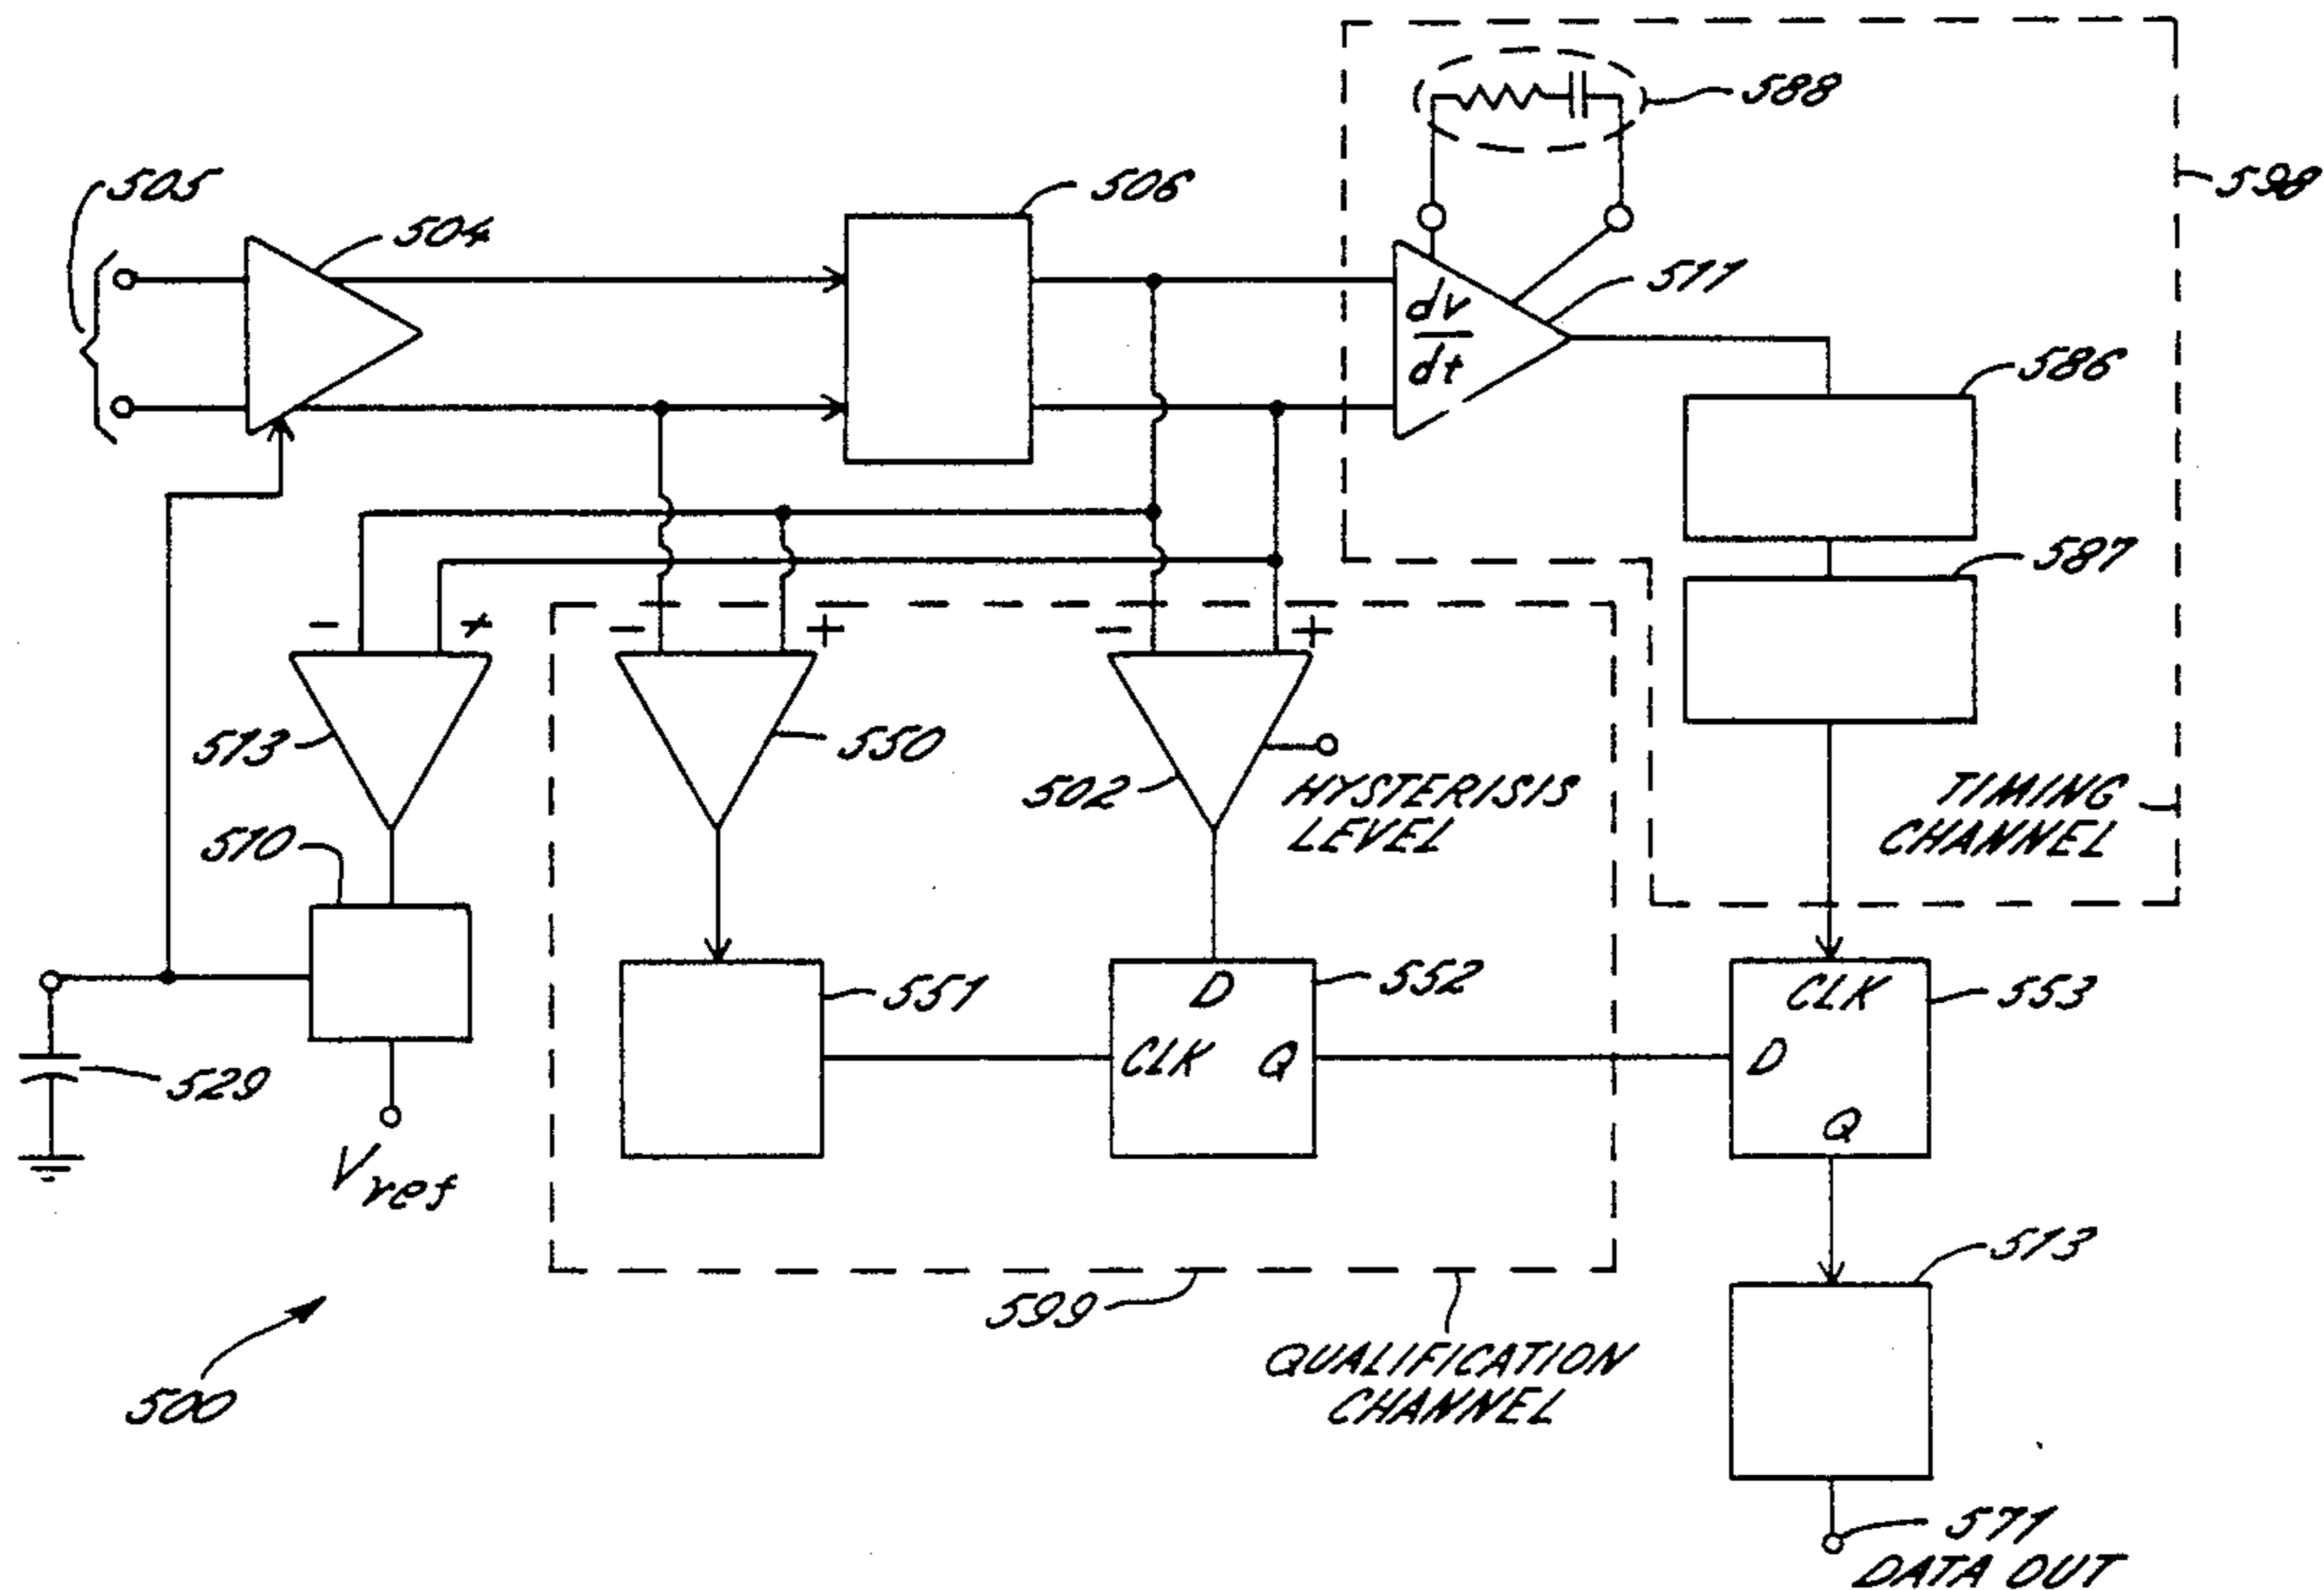 588
505
506
598
504
511
dv
dt
586
587
- +
- +
- +
513
550
502
HYSTERISIS
LEVEL
TIMING
CHANNEL
510
551
D
552
CLK
553
CLK Q
D
529
Q
Vref
513
599
QUALIFICATION
CHANNEL
500
571
DATA OUT